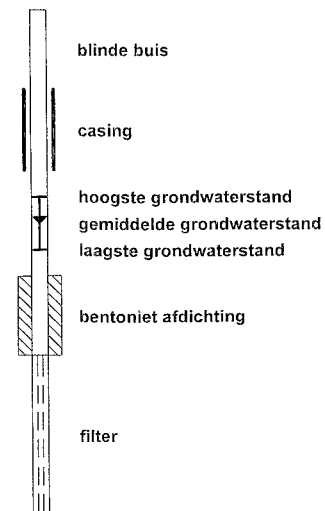 blinde buis
casing
hoogste grondwaterstand
gemiddelde grondwaterstand
laagste grondwaterstand
bentoniet afdichting
filter